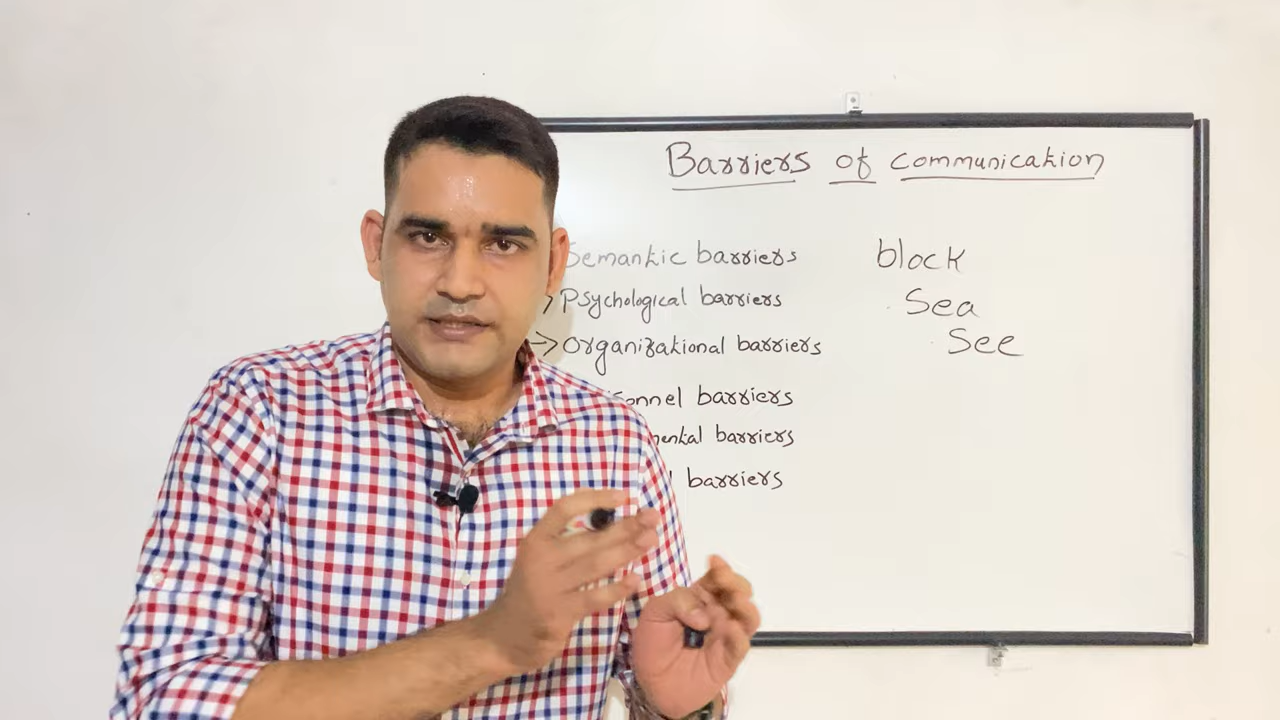 Barriers of communication
Semantic barriers block
Psychological barriers Sea
Organizational barriers See
barriers
barriers
barriers